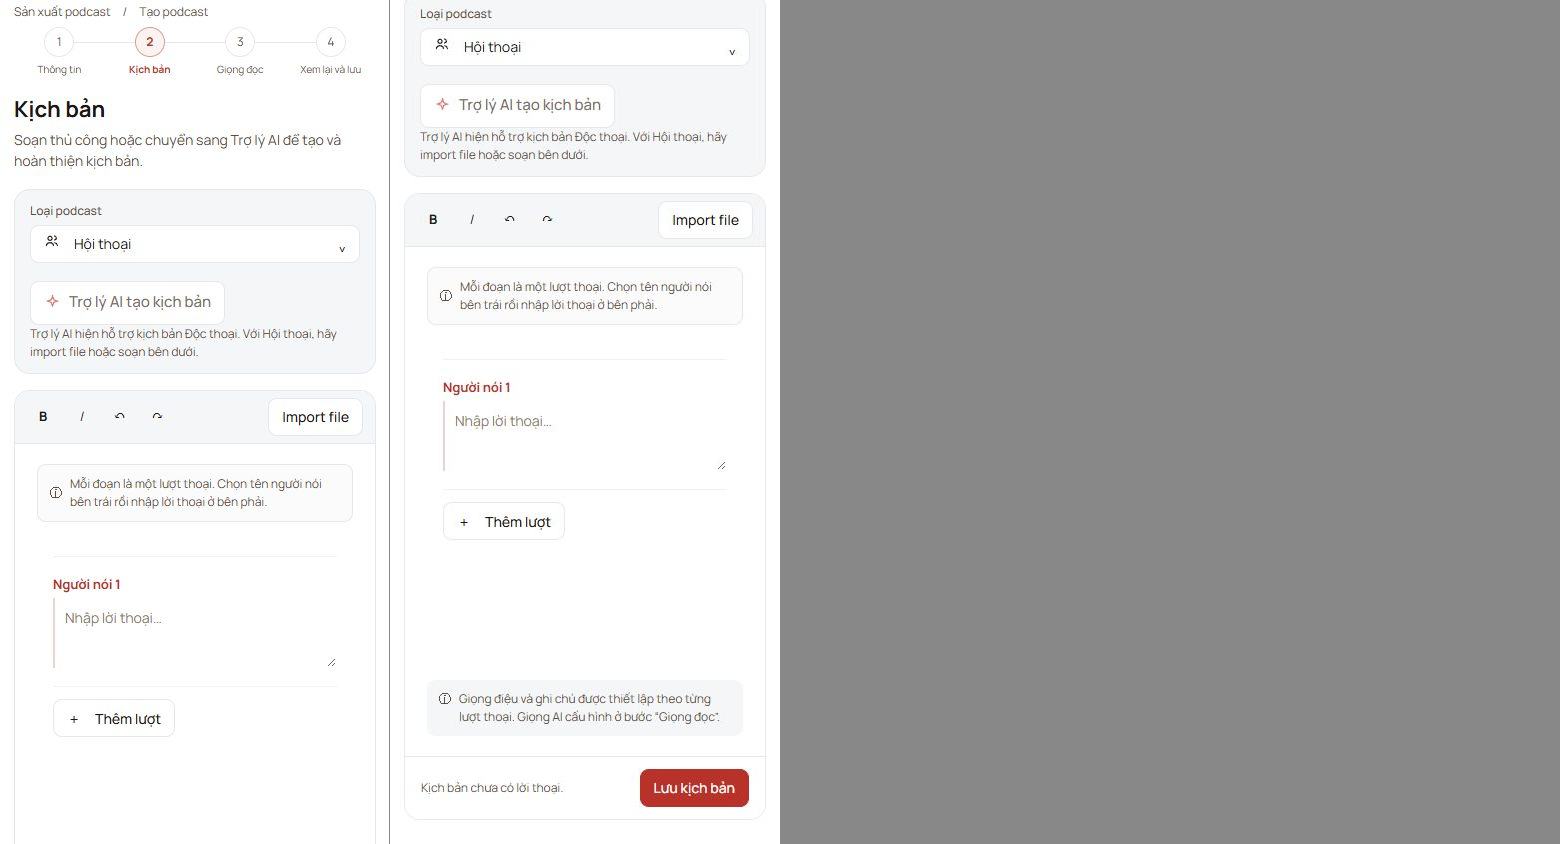 Sản xuất podcast / Tạo podcast
1 2 3 4
Thông tin Kịch bản Giọng đọc Xem lại và lưu
Kịch bản
Soạn thủ công hoặc chuyển sang Trợ lý AI để tạo và
hoàn thiện kịch bản.
Loại podcast
Hội thoại
Trợ lý AI tạo kịch bản
Trợ lý AI hiện hỗ trợ kịch bản Độc thoại. Với Hội thoại, hãy
import file hoặc soạn bên dưới.
B I Import file
Mỗi đoạn là một lượt thoại. Chọn tên người nói
bên trái rồi nhập lời thoại ở bên phải.
Người nói 1
Nhập lời thoại...
+ Thêm lượt
Loại podcast
Hội thoại
Trợ lý AI tạo kịch bản
Trợ lý AI hiện hỗ trợ kịch bản Độc thoại. Với Hội thoại, hãy
import file hoặc soạn bên dưới.
B I Import file
Mỗi đoạn là một lượt thoại. Chọn tên người nói
bên trái rồi nhập lời thoại ở bên phải.
Người nói 1
Nhập lời thoại...
+ Thêm lượt
Giọng điệu và ghi chú được thiết lập theo từng
lượt thoại. Giọng AI cấu hình ở bước “Giọng đọc”.
Kịch bản chưa có lời thoại. Lưu kịch bản